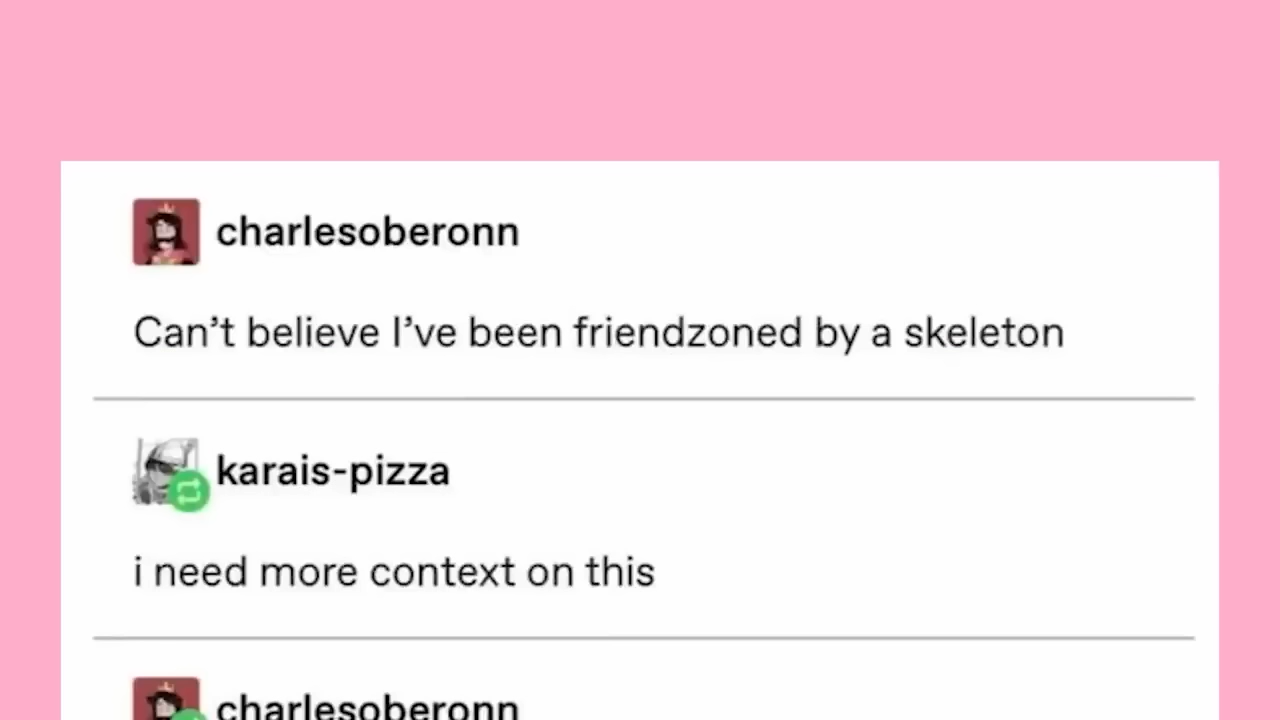 charlesoberonn
Can’t believe I’ve been friendzoned by a skeleton
karais-pizza
i need more context on this
charlesoberonn